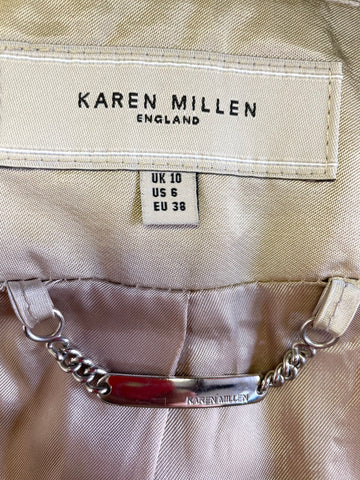 KAREN MILLEN
ENGLAND
UK 10
US 6
EU 38
KAREN MILLEN